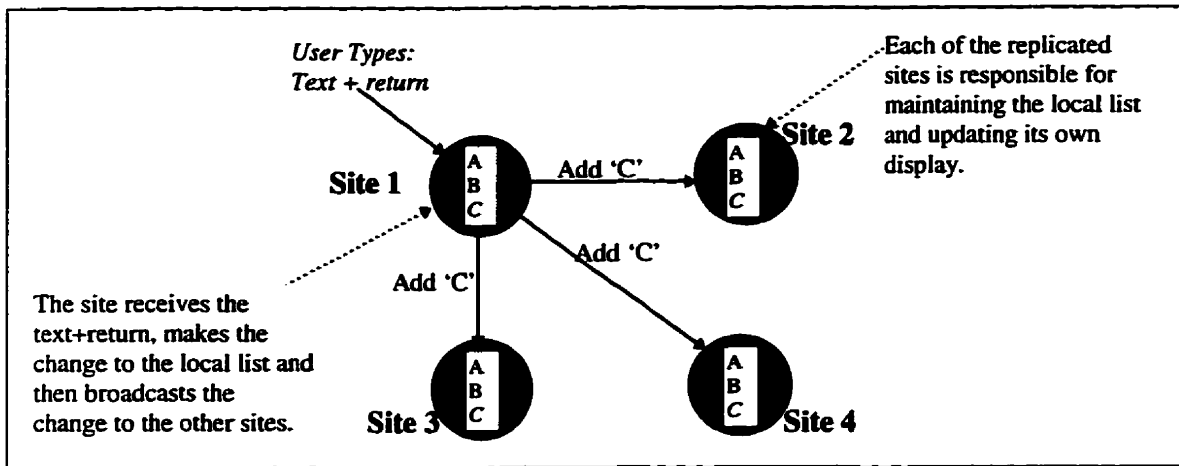 User Types:
Text + return
Each of the replicated
sites is responsible for
maintaining the local list
and updating its own
display.
Site 1
A
B
C
Add ‘C’
Site 2
A
B
C
Add ‘C’
Add ‘C’
The site receives the
text+return, makes the
change to the local list and
then broadcasts the
change to the other sites.
Site 3
A
B
C
Site 4
A
B
C